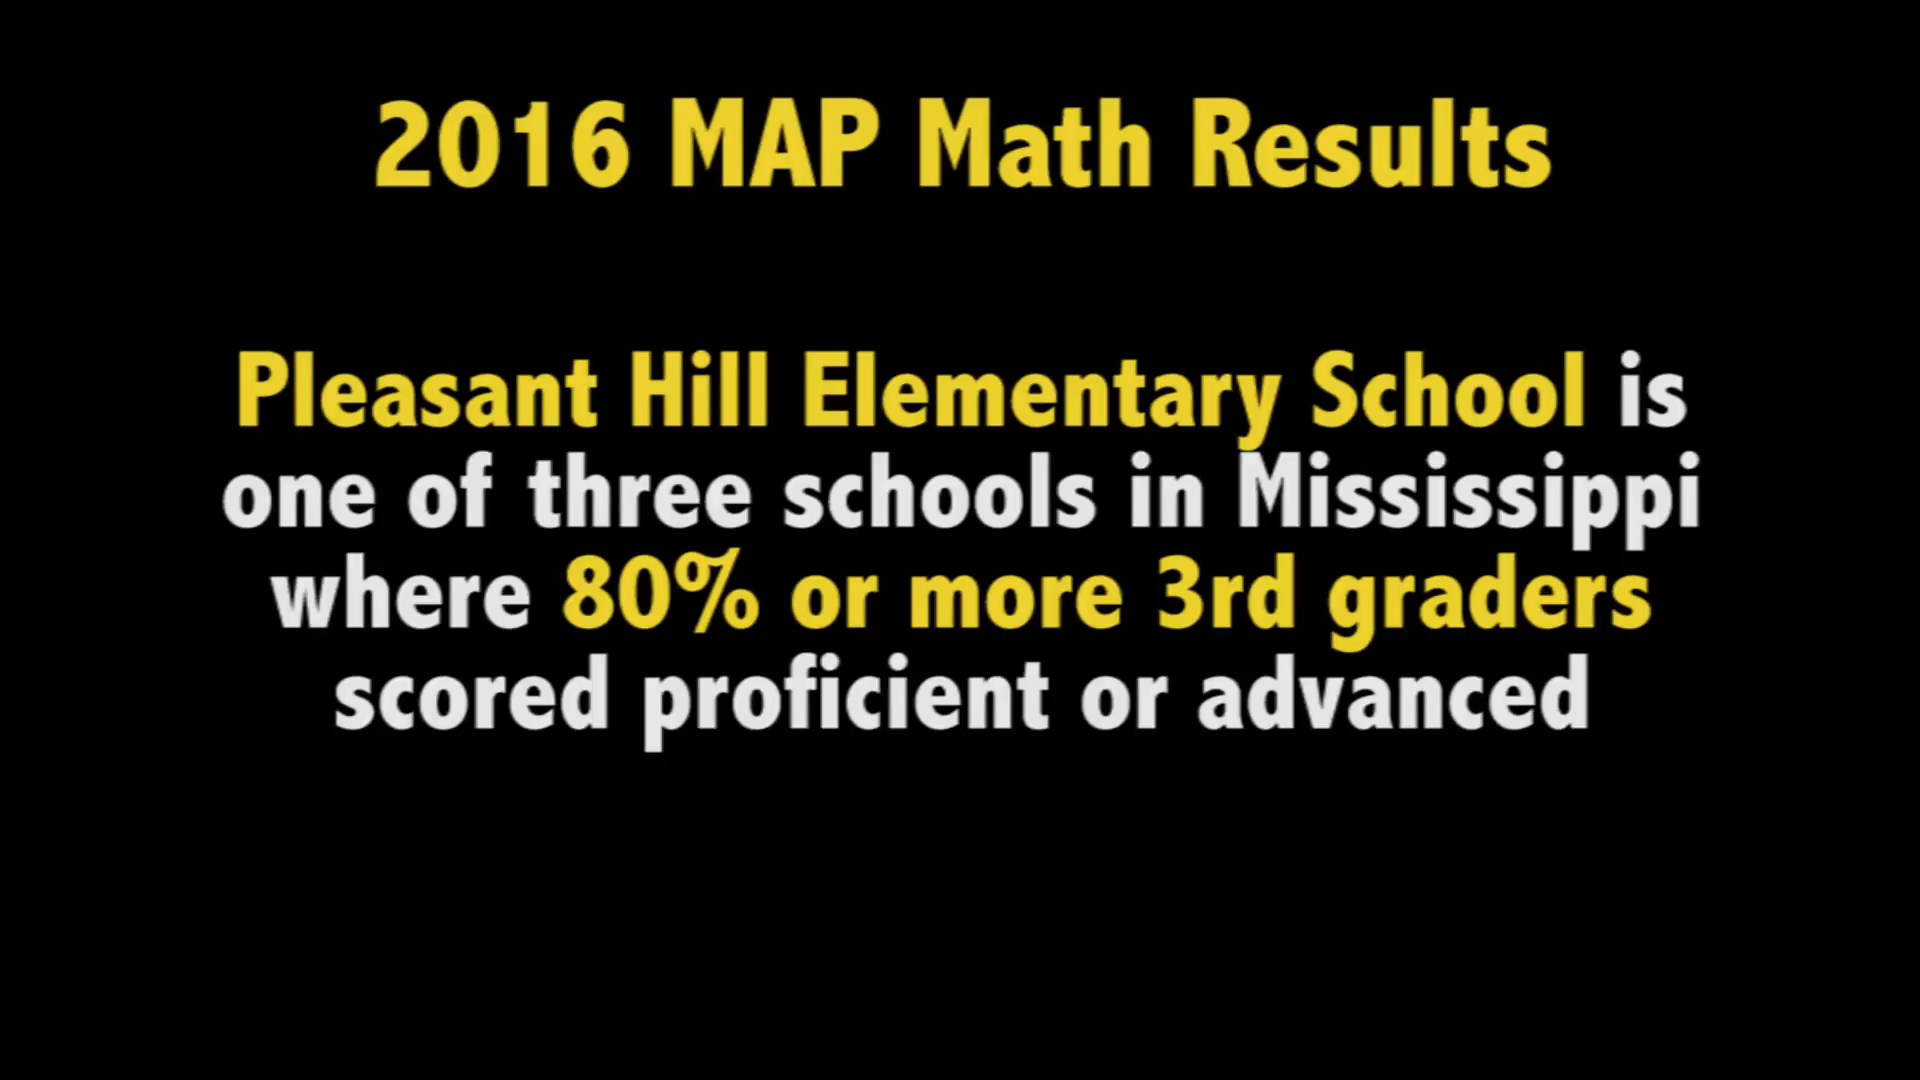 2016 MAP Math Results
Pleasant Hill Elementary School is
one of three schools in Mississippi
where 80% or more 3rd graders
scored proficient or advanced